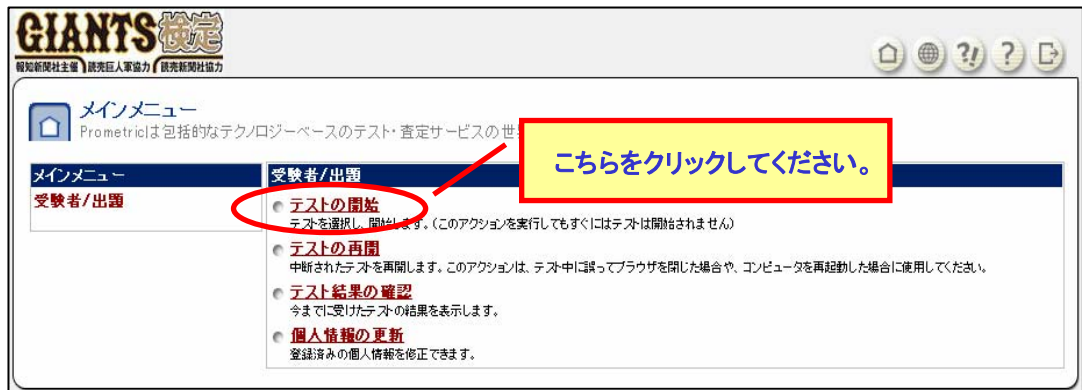 GIANTS検定
報知新聞社主催 読売巨人軍協力 読売新聞社協力
メインメニュー
Prometricは包括的なテクノロジーベースのテスト・査定サービスの世
こちらをクリックしてください。
メインメニュー
受験者/出題
受験者/出題
テストの開始
テストを選択し、開始します。(このアクションを実行してもすぐにはテストは開始されません)
テストの再開
中断されたテストを再開します。このアクションは、テスト中に誤ってブラウザを閉じた場合や、コンピュータを再起動した場合に使用してください。
テスト結果の確認
今までに受けたテストの結果を表示します。
個人情報の更新
登録済みの個人情報を修正できます。